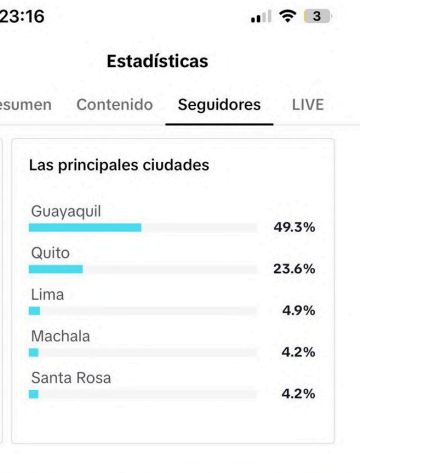 23:16
3
Estadísticas
esumen Contenido Seguidores LIVE
Las principales ciudades
Guayaquil
49.3%
Quito
23.6%
Lima
4.9%
Machala
4.2%
Santa Rosa
4.2%